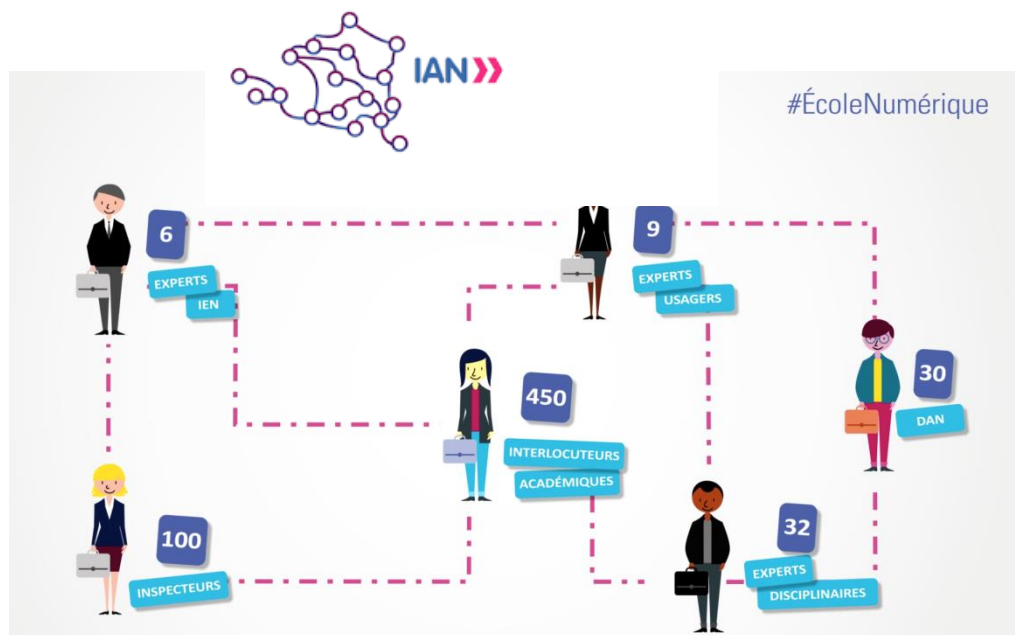 IAN
#ÉcoleNumérique
6
EXPERTS
IEN
9
EXPERTS
USAGERS
450
INTERLOCUTEURS
ACADÉMIQUES
30
DAN
100
INSPECTEURS
32
EXPERTS
DISCIPLINAIRES